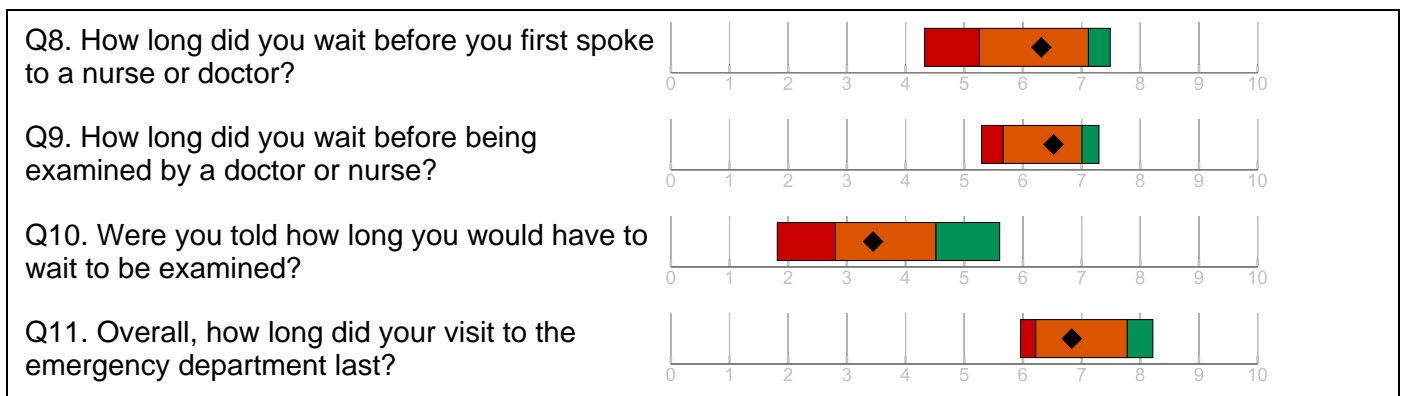 Q8. How long did you wait before you first spoke
to a nurse or doctor?
0 1 2 3 4 5 6 7 8 9 10
Q9. How long did you wait before being
examined by a doctor or nurse?
0 1 2 3 4 5 6 7 8 9 10
Q10. Were you told how long you would have to
wait to be examined?
0 1 2 3 4 5 6 7 8 9 10
Q11. Overall, how long did your visit to the
emergency department last?
0 1 2 3 4 5 6 7 8 9 10